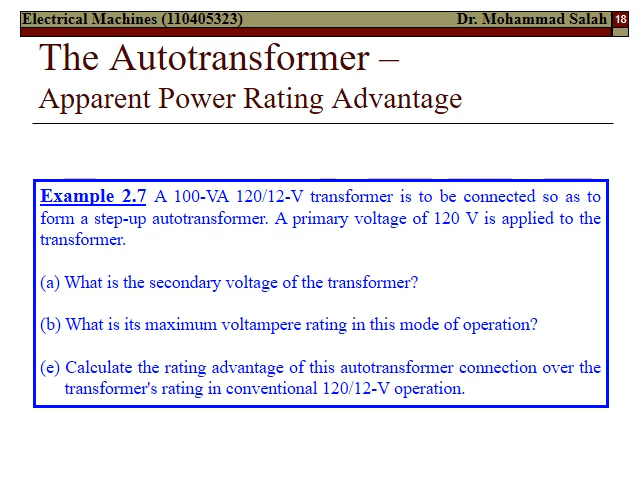 Electrical Machines (110405323) Dr. Mohammad Salah 18
The Autotransformer –
Apparent Power Rating Advantage
Example 2.7 A 100-VA 120/12-V transformer is to be connected so as to
form a step-up autotransformer. A primary voltage of 120 V is applied to the
transformer.
(a) What is the secondary voltage of the transformer?
(b) What is its maximum voltampere rating in this mode of operation?
(e) Calculate the rating advantage of this autotransformer connection over the
transformer's rating in conventional 120/12-V operation.